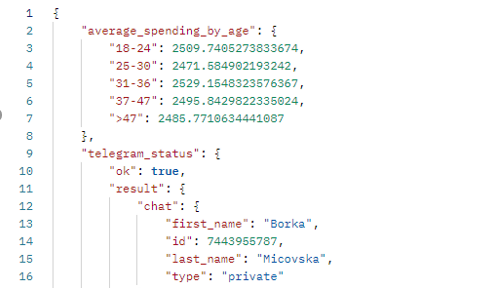 1 {
2 "average_spending_by_age": {
3 "18-24": 2509.7405273833674,
4 "25-30": 2471.584902193242,
5 "31-36": 2529.1548323576367,
6 "37-47": 2495.8429822335024,
7 ">47": 2485.7710634441087
8 },
9 "telegram_status": {
10 "ok": true,
11 "result": {
12 "chat": {
13 "first_name": "Borka",
14 "id": 7443955787,
15 "last_name": "Micovska",
16 "type": "private"